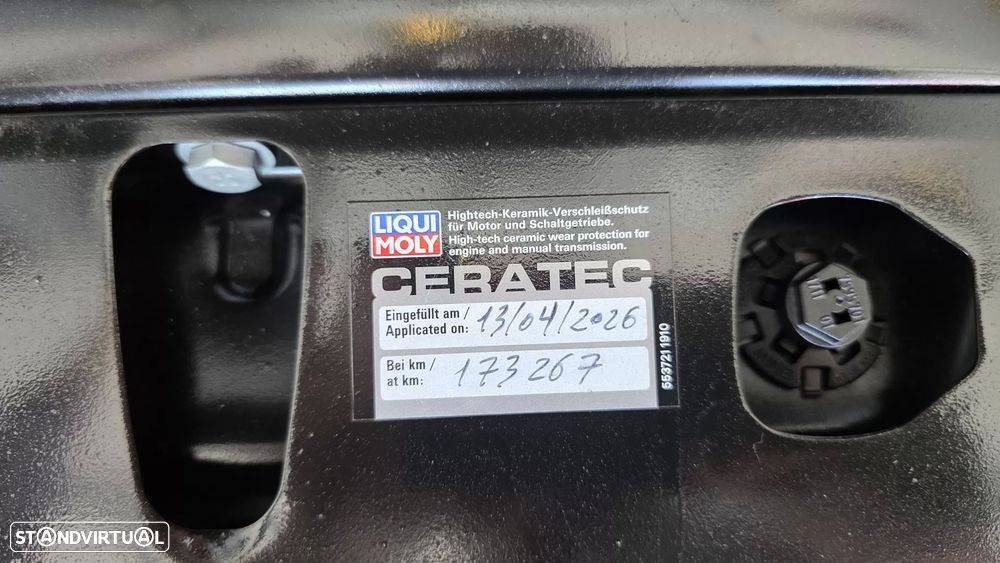 LIQUI
MOLY
Hightech-Keramik-Verschleißschutz
für Motor und Schaltgetriebe.
High-tech ceramic wear protection for
engine and manual transmission.
CERATEC
Eingefüllt am /
Applicated on: 13/04/2026
Bei km /
at km: 173267
6537211910
STANDVIRTUAL